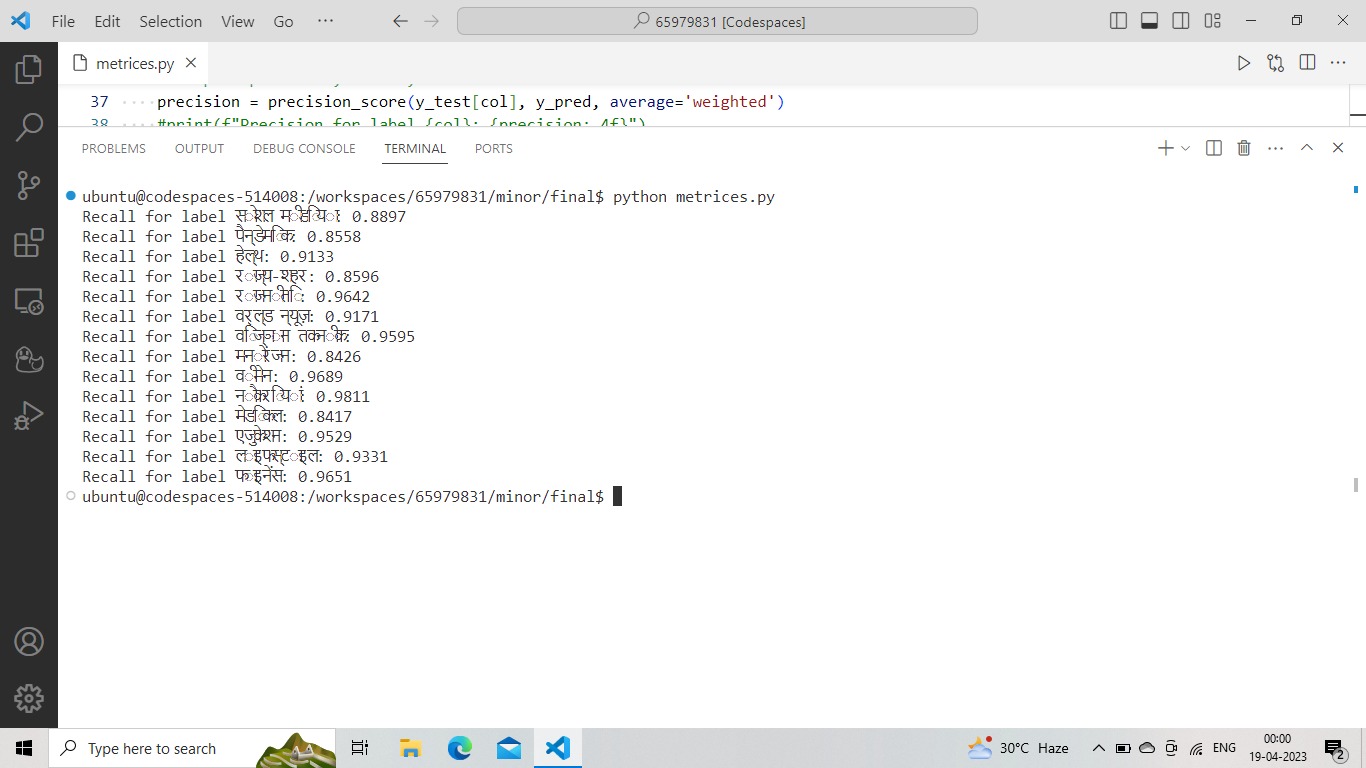 File Edit Selection View Go ···
65979831 [Codespaces]
metrices.py
37 precision = precision_score(y_test[col], y_pred, average='weighted')
38 #print(f"Precision for label {col}: {precision:.4f}")
PROBLEMS OUTPUT DEBUG CONSOLE TERMINAL PORTS
ubuntu@codespaces-514008:/workspaces/65979831/minor/final$ python metrices.py
Recall for label सोशल मीडिया: 0.8897
Recall for label पैन्डेमिक: 0.8558
Recall for label हेल्थ: 0.9133
Recall for label राज्य-शहर: 0.8596
Recall for label राजनीति: 0.9642
Recall for label वर्ल्ड न्यूज़: 0.9171
Recall for label विज्ञान तकनीक: 0.9595
Recall for label मनोरंजन: 0.8426
Recall for label वीमेन: 0.9689
Recall for label नौकरियां: 0.9811
Recall for label मेडिकल: 0.8417
Recall for label एजुकेशन: 0.9529
Recall for label लाइफस्टाइल: 0.9331
Recall for label फाइनेंस: 0.9651
ubuntu@codespaces-514008:/workspaces/65979831/minor/final$
Type here to search
30°C Haze
ENG
00:00
19-04-2023
2